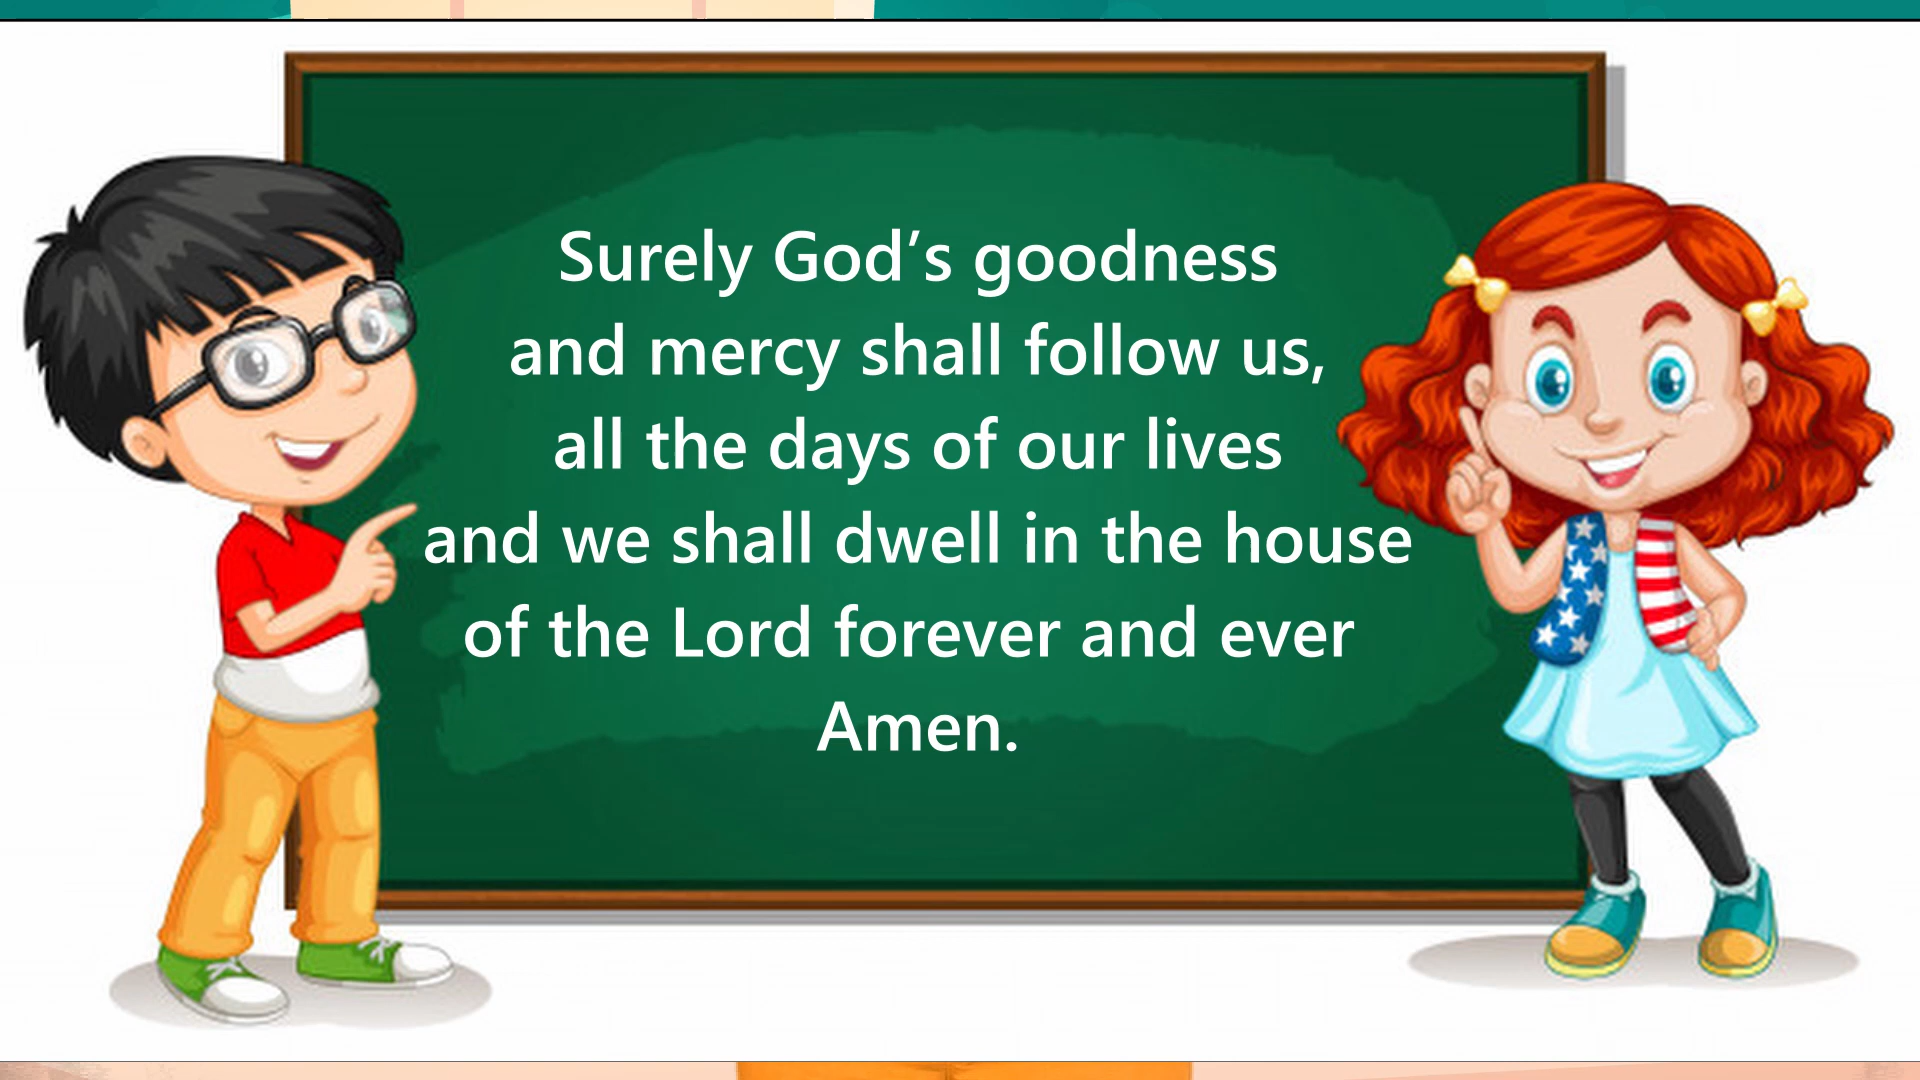 Surely God’s goodness
and mercy shall follow us,
all the days of our lives
and we shall dwell in the house
of the Lord forever and ever
Amen.